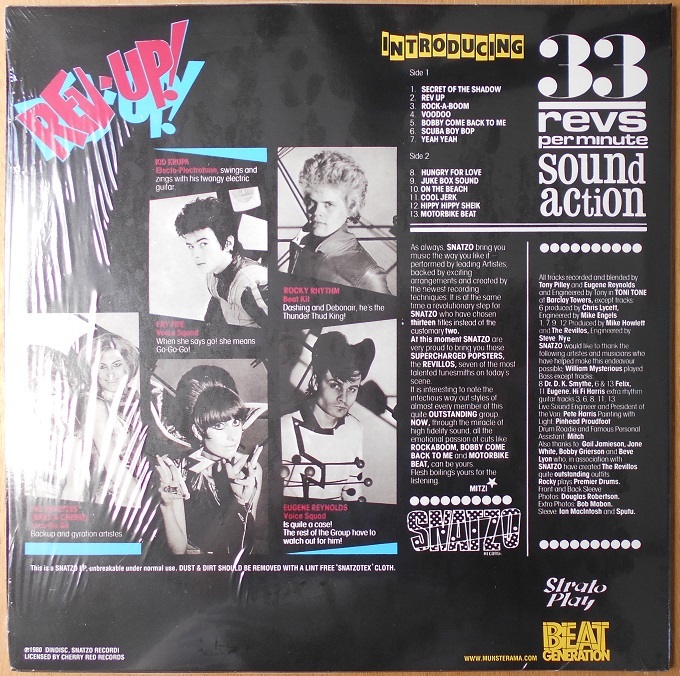 REV-UP!
UP!
INTRODUCING
33
revs
per minute
sound
action
Side 1
1. SECRET OF THE SHADOW
2. REV UP
3. ROCK-A-BOOM
4. VOODOO
5. BOBBY COME BACK TO ME
6. SCUBA BOY BOP
7. YEAH YEAH
Side 2
8. HUNGRY FOR LOVE
9. JUKE BOX SOUND
10. ON THE BEACH
11. COOL JERK
12. HIPPY HIPPY SHEIK
13. MOTORBIKE BEAT
KID KRUPA
Electro-Plectrotune, swings and
zings with his twangy electric
guitar.
ROCKY RHYTHM
Beat Kit
Dashing and Debonair, he's the
Thunder Thud King!
FAY FIFE
Voice Squad
When she says go! she means
Go-Go-Go!
Backup and gyration artistes.
EUGENE REYNOLDS
Voice Squad
Is quite a case!
The rest of the Group have to
watch out for him!
As always, SNATZO bring you
music the way you like it –
performed by leading Artistes,
backed by exciting
arrangements and created by
the newest recording
techniques. It is at the same
time a revolutionary step for
SNATZO who have chosen
thirteen titles instead of the
customary two.
At this moment SNATZO are
very proud to bring you those
SUPERCHARGED POPSTERS,
the REVILLOS, seven of the most
talented tunesmiths on today's
scene.
It is interesting to note the
infectious way out styles of
almost every member of this
quite OUTSTANDING group.
NOW, through the miracle of
high fidelity sound, all the
emotional passion of cuts like
ROCKABOOM, BOBBY COME
BACK TO ME and MOTORBIKE
BEAT, can be yours.
Flesh boilings yours for the
listening.
MITZI
SNATZO
RECORDS
All tracks recorded and blended by
Tony Pilley and Eugene Reynolds
and Engineered by Tony in TONI TONE
at Barclay Towers, except tracks:
6 produced by Chris Lycett,
Engineered by Mike Engels
1, 7, 9, 12 Produced by Mike Howlett
and The Revillos, Engineered by
Steve Nye
SNATZO would like to thank the
following artistes and musicians who
have helped make this endeavour
possible; William Mysterious played
Bass except tracks:
8 Dr. D. K. Smythe, 6 & 13 Felix,
11 Eugene. Hi Fi Harris extra rhythm
guitar tracks 3, 6, 8, 11, 13.
Live Sound Engineer and President of
the Van: Pete Harris Painting with
Light: Pinhead Proudfoot
Drum Roadie and Famous Personal
Assistant: Mitch
Also thanks to: Gail Jamieson, Jane
White, Bobby Grierson and Beve
Lyon who, in association with
SNATZO have created The Revillos
quite outstanding outfits.
Rocky plays Premier Drums.
Front and Back Sleeve
Photos: Douglas Robertson.
Extra Photos: Bob Mabon.
Sleeve: Ian MacIntosh and Sputu.
This is a SNATZO LP, unbreakable under normal use. DUST & DIRT SHOULD BE REMOVED WITH A LINT FREE 'SNATZOTEX' CLOTH.
Strato
Play
℗1980 DINDISC, SNATZO RECORD!
LICENSED BY CHERRY RED RECORDS
WWW.MUNSTERAMA.COM
BEAT
GENERATION